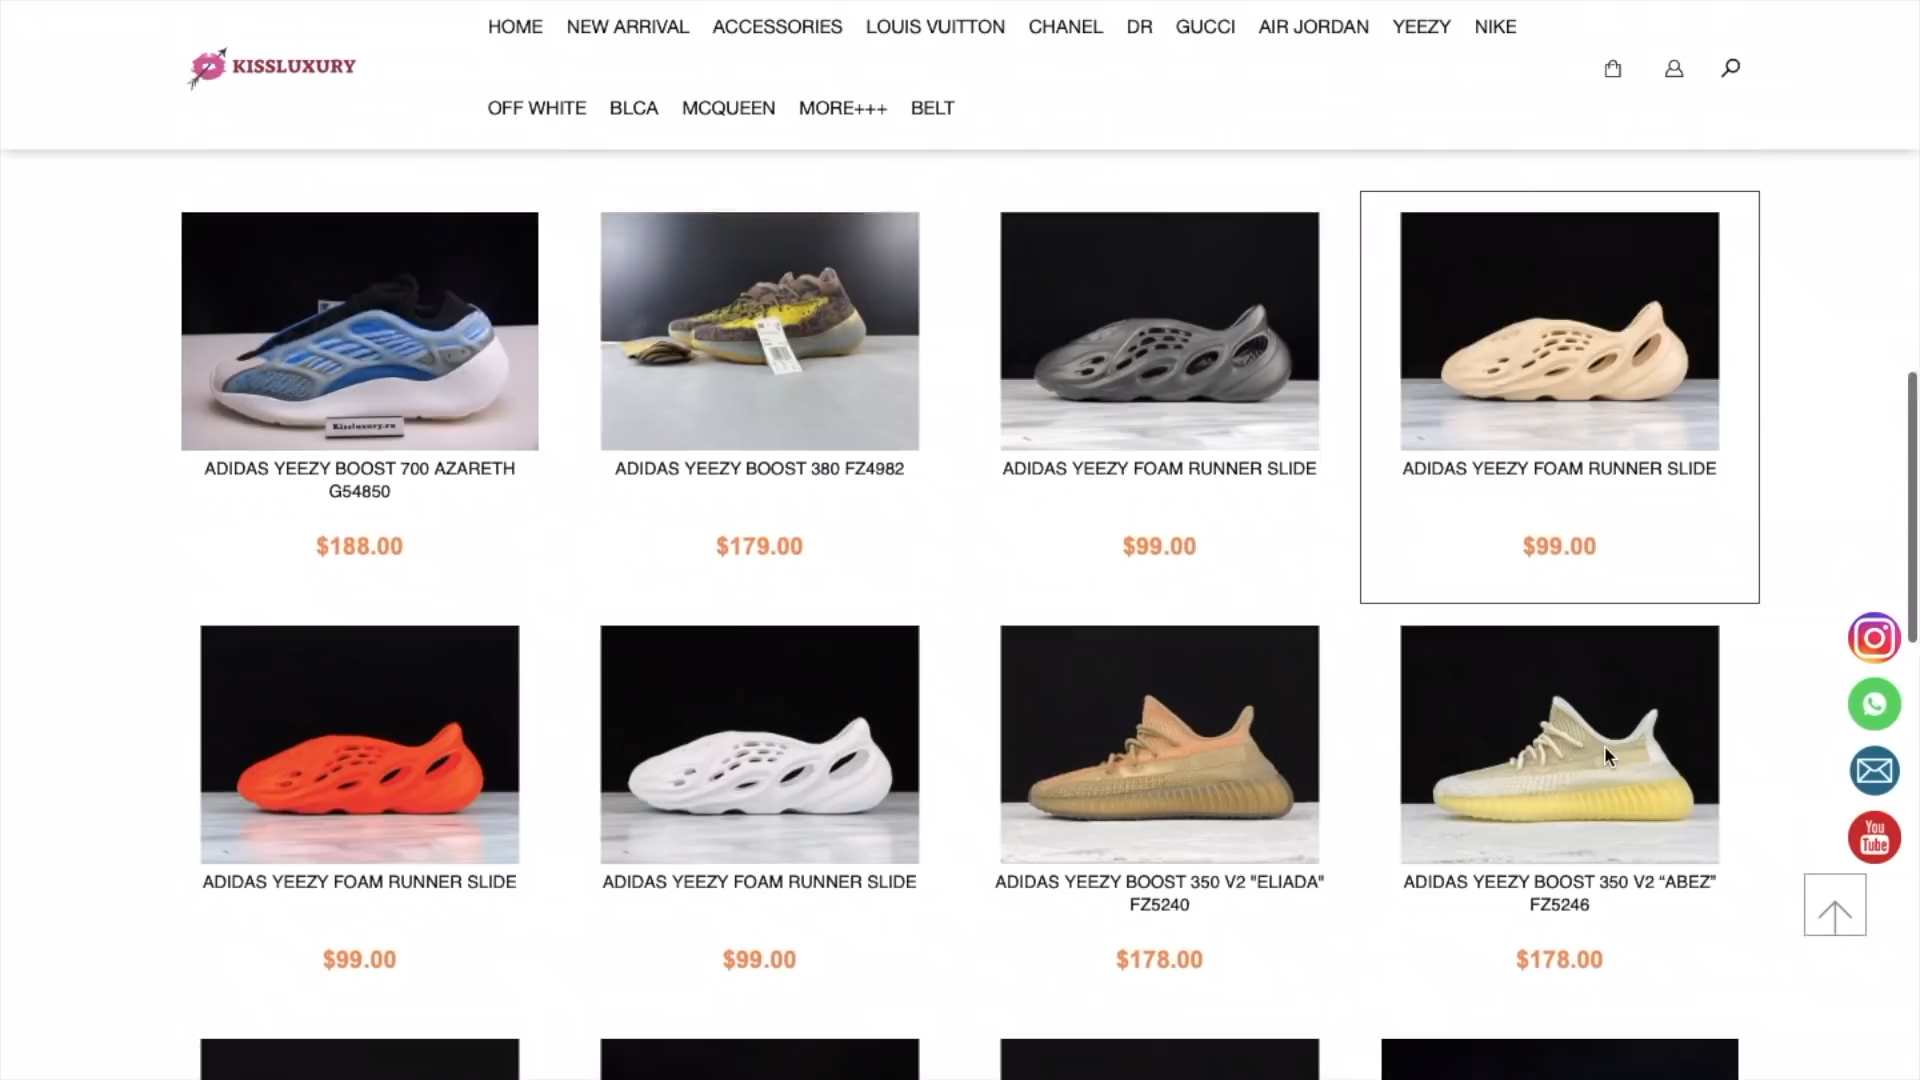 HOME NEW ARRIVAL ACCESSORIES LOUIS VUITTON CHANEL DR GUCCI AIR JORDAN YEEZY NIKE
KISSLUXURY
OFF WHITE BLCA MCQUEEN MORE+++ BELT
Kissluxury.ru
ADIDAS YEEZY BOOST 700 AZARETH
G54850
$188.00
ADIDAS YEEZY BOOST 380 FZ4982
$179.00
ADIDAS YEEZY FOAM RUNNER SLIDE
$99.00
ADIDAS YEEZY FOAM RUNNER SLIDE
$99.00
ADIDAS YEEZY FOAM RUNNER SLIDE
$99.00
ADIDAS YEEZY FOAM RUNNER SLIDE
$99.00
ADIDAS YEEZY BOOST 350 V2 "ELIADA"
FZ5240
$178.00
ADIDAS YEEZY BOOST 350 V2 “ABEZ”
FZ5246
$178.00
You
Tube